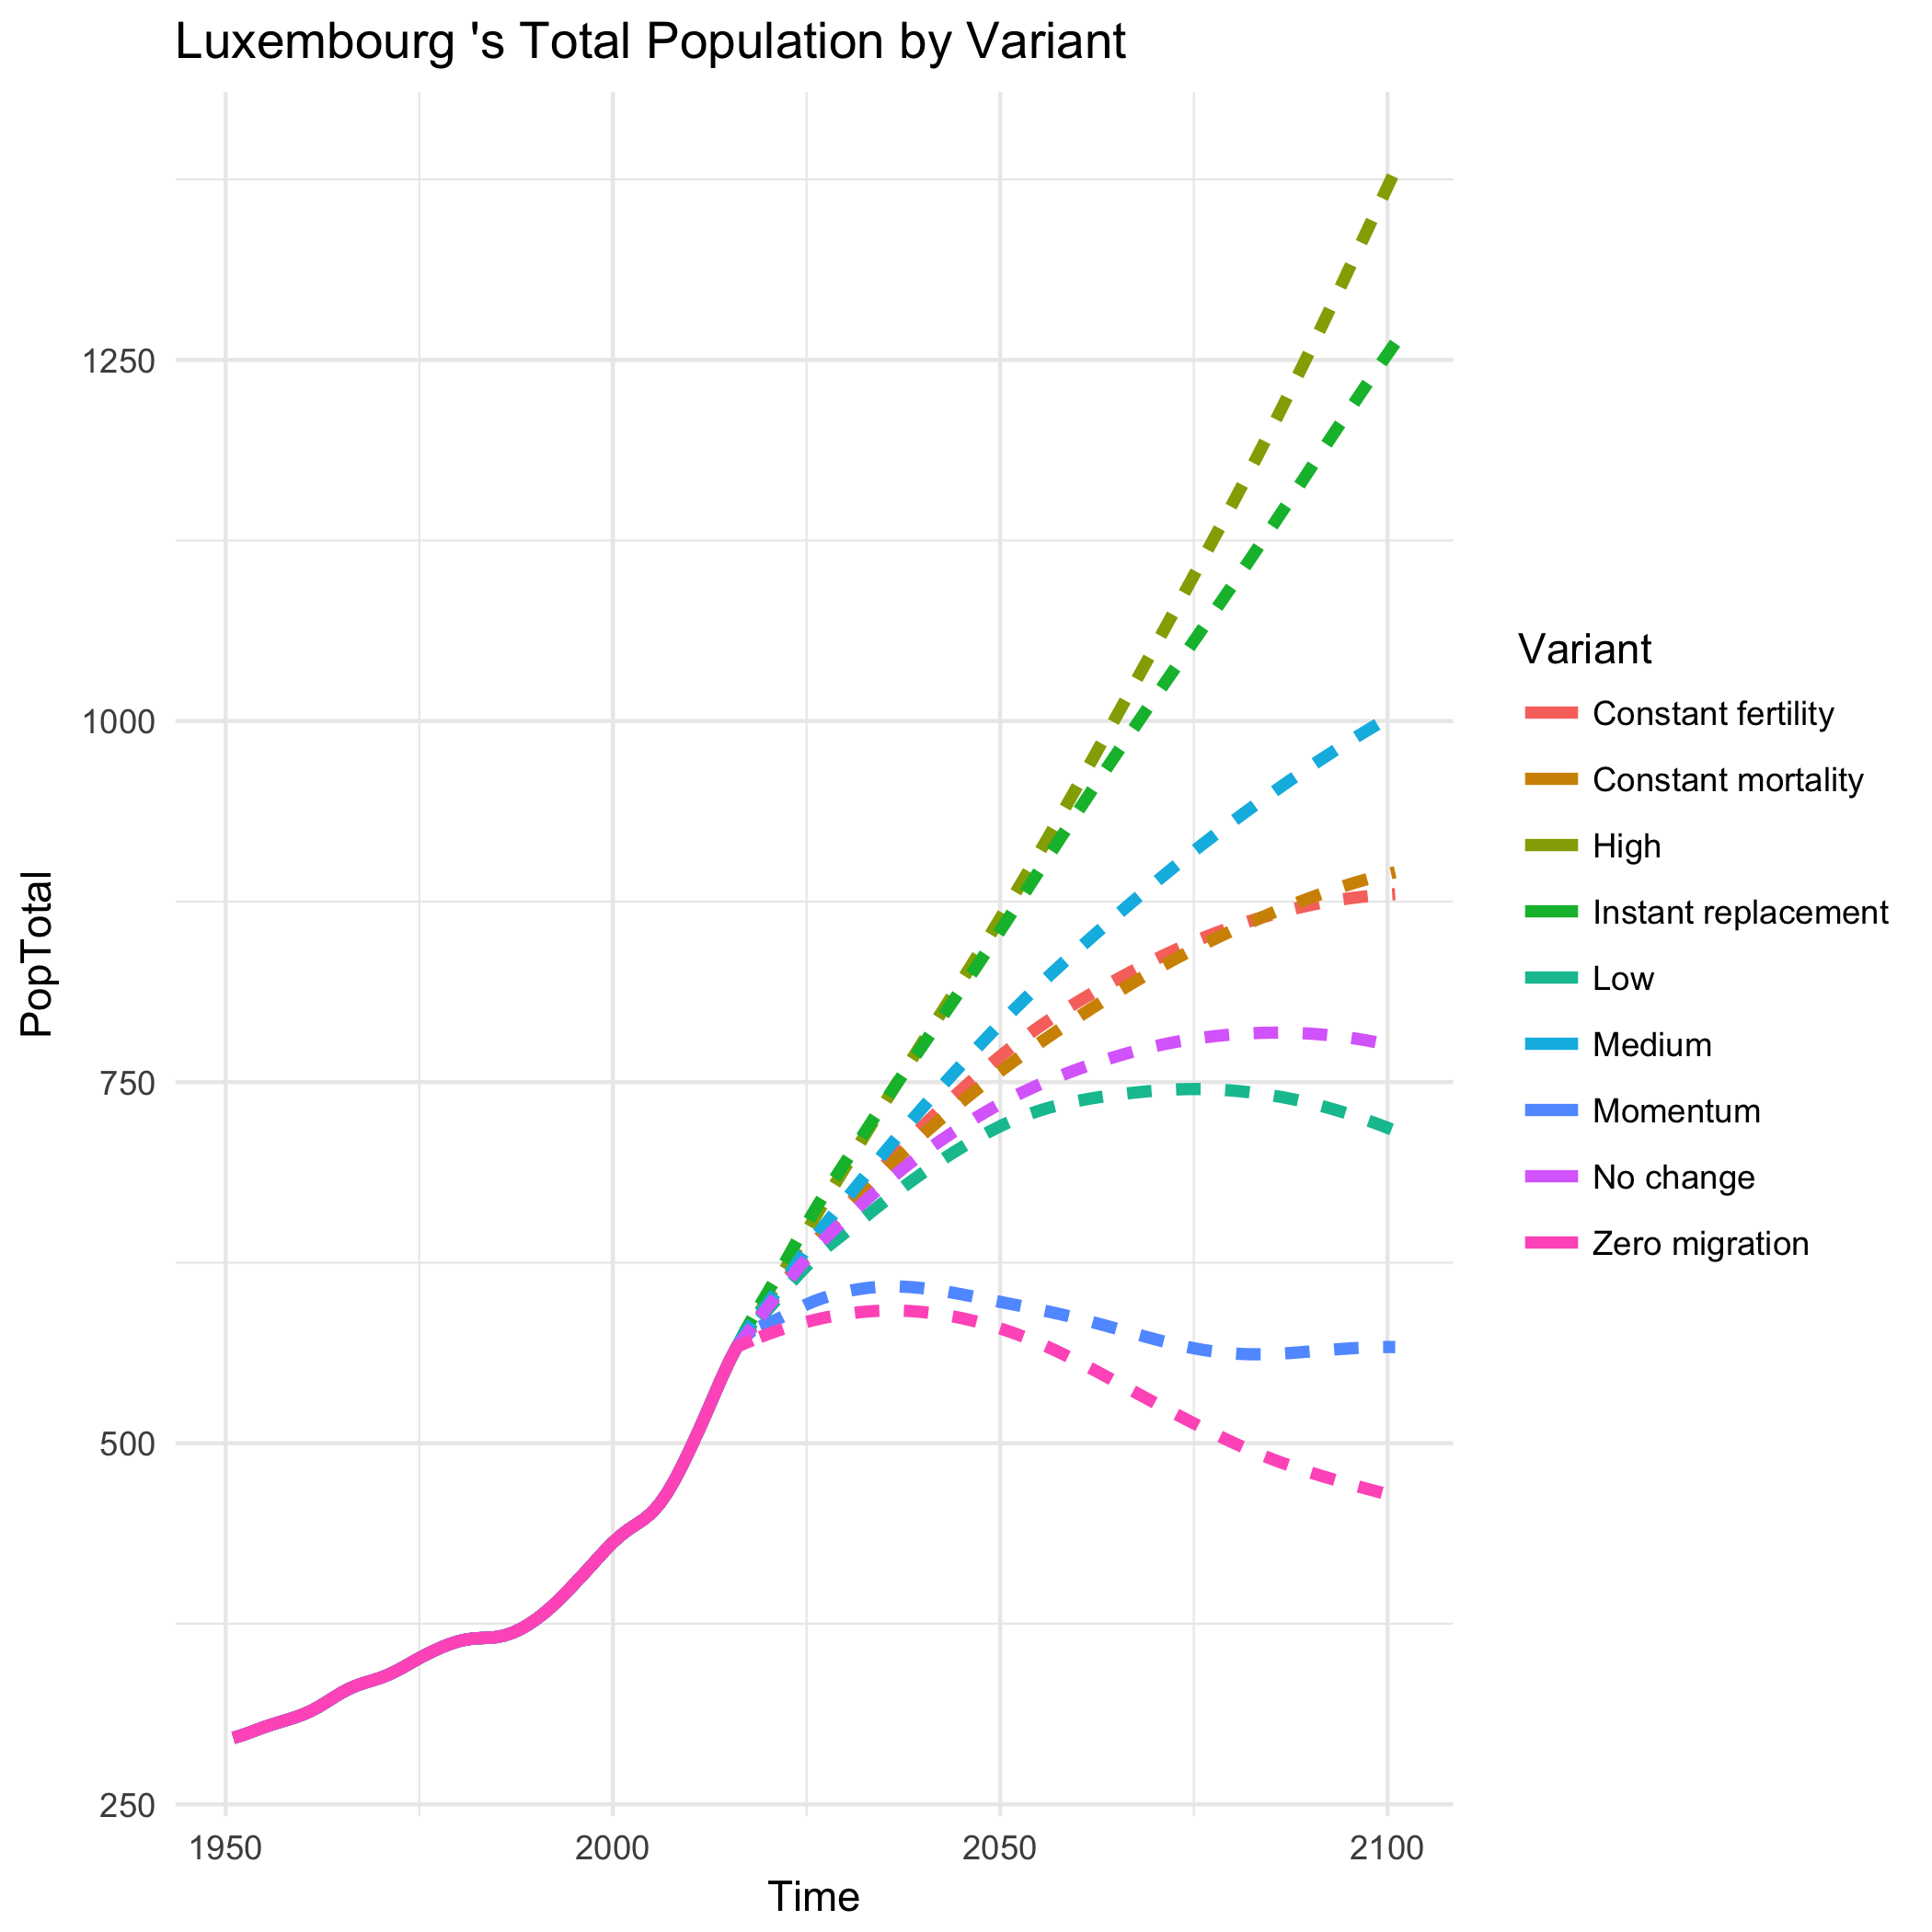 Luxembourg 's Total Population by Variant
PopTotal
1250
1000
750
500
250
1950
2000
2050
2100
Time
Variant
Constant fertility
Constant mortality
High
Instant replacement
Low
Medium
Momentum
No change
Zero migration